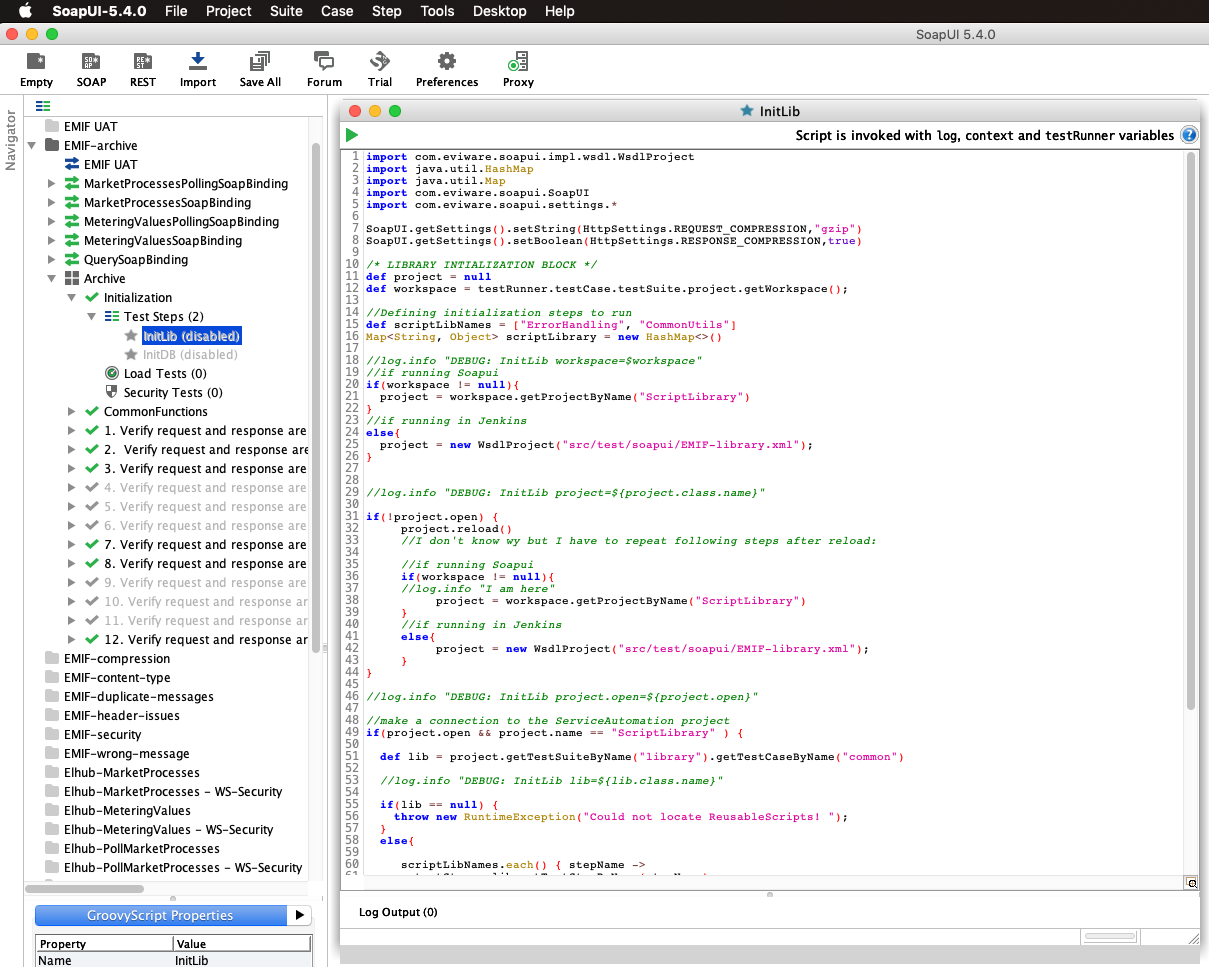 SoapUI-5.4.0 File Project Suite Case Step Tools Desktop Help
SoapUI 5.4.0
Empty SOAP REST Import Save All Forum Trial Preferences Proxy
Navigator
EMIF UAT
EMIF-archive
EMIF UAT
MarketProcessesPollingSoapBinding
MarketProcessesSoapBinding
MeteringValuesPollingSoapBinding
MeteringValuesSoapBinding
QuerySoapBinding
Archive
Initialization
Test Steps (2)
InitLib (disabled)
InitDB (disabled)
Load Tests (0)
Security Tests (0)
CommonFunctions
1. Verify request and response are
2. Verify request and response are
3. Verify request and response are
4. Verify request and response are
5. Verify request and response are
6. Verify request and response are
7. Verify request and response are
8. Verify request and response are
9. Verify request and response are
10. Verify request and response ar
11. Verify request and response ar
12. Verify request and response ar
EMIF-compression
EMIF-content-type
EMIF-duplicate-messages
EMIF-header-issues
EMIF-security
EMIF-wrong-message
Elhub-MarketProcesses
Elhub-MarketProcesses - WS-Security
Elhub-MeteringValues
Elhub-MeteringValues - WS-Security
Elhub-PollMarketProcesses
Elhub-PollMarketProcesses - WS-Security
GroovyScript Properties
Property Value
Name InitLib
InitLib
Script is invoked with log, context and testRunner variables
1 import com.eviware.soapui.impl.wsdl.WsdlProject
2 import java.util.HashMap
3 import java.util.Map
4 import com.eviware.soapui.SoapUI
5 import com.eviware.soapui.settings.*
6
7 SoapUI.getSettings().setString(HttpSettings.REQUEST_COMPRESSION,"gzip")
8 SoapUI.getSettings().setBoolean(HttpSettings.RESPONSE_COMPRESSION,true)
9
10 /* LIBRARY INTIALIZATION BLOCK */
11 def project = null
12 def workspace = testRunner.testCase.testSuite.project.getWorkspace();
13
14 //Defining initialization steps to run
15 def scriptLibNames = ["ErrorHandling", "CommonUtils"]
16 Map<String, Object> scriptLibrary = new HashMap<>()
17
18 //log.info "DEBUG: InitLib workspace=$workspace"
19 //if running Soapui
20 if(workspace != null){
21 project = workspace.getProjectByName("ScriptLibrary")
22 }
23 //if running in Jenkins
24 else{
25 project = new WsdlProject("src/test/soapui/EMIF-library.xml");
26 }
27
28
29 //log.info "DEBUG: InitLib project=${project.class.name}"
30
31 if(!project.open) {
32 project.reload()
33 //I don't know wy but I have to repeat following steps after reload:
34
35 //if running Soapui
36 if(workspace != null){
37 //log.info "I am here"
38 project = workspace.getProjectByName("ScriptLibrary")
39 }
40 //if running in Jenkins
41 else{
42 project = new WsdlProject("src/test/soapui/EMIF-library.xml");
43 }
44 }
45
46 //log.info "DEBUG: InitLib project.open=${project.open}"
47
48 //make a connection to the ServiceAutomation project
49 if(project.open && project.name == "ScriptLibrary" ) {
50
51 def lib = project.getTestSuiteByName("library").getTestCaseByName("common")
52
53 //log.info "DEBUG: InitLib lib=${lib.class.name}"
54
55 if(lib == null) {
56 throw new RuntimeException("Could not locate ReusableScripts! ");
57 }
58 else{
59
60 scriptLibNames.each() { stepName ->
61
Log Output (0)